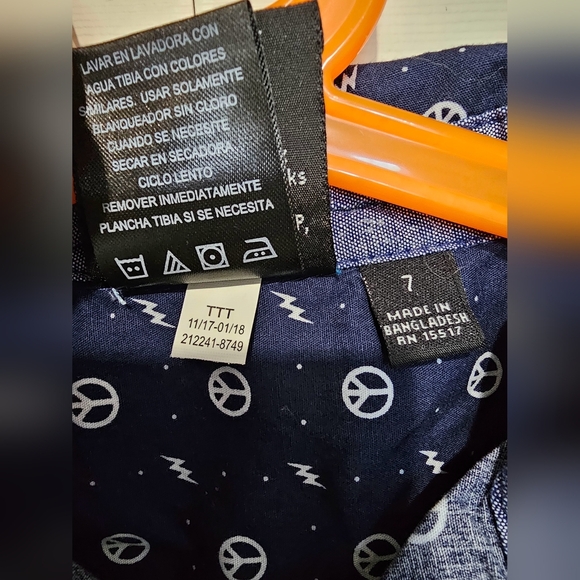 LAVAR EN LAVADORA CON
AGUA TIBIA CON COLORES
SIMILARES. USAR SOLAMENTE
BLANQUEADOR SIN CLORO
CUANDO SE NECESITE
SECAR EN SECADORA
CICLO LENTO
REMOVER INMEDIATAMENTE
PLANCHA TIBIA SI SE NECESITA
ks
P,
TTT
11/17-01/18
212241-8749
7
MADE IN
BANGLADESH
RN 15517